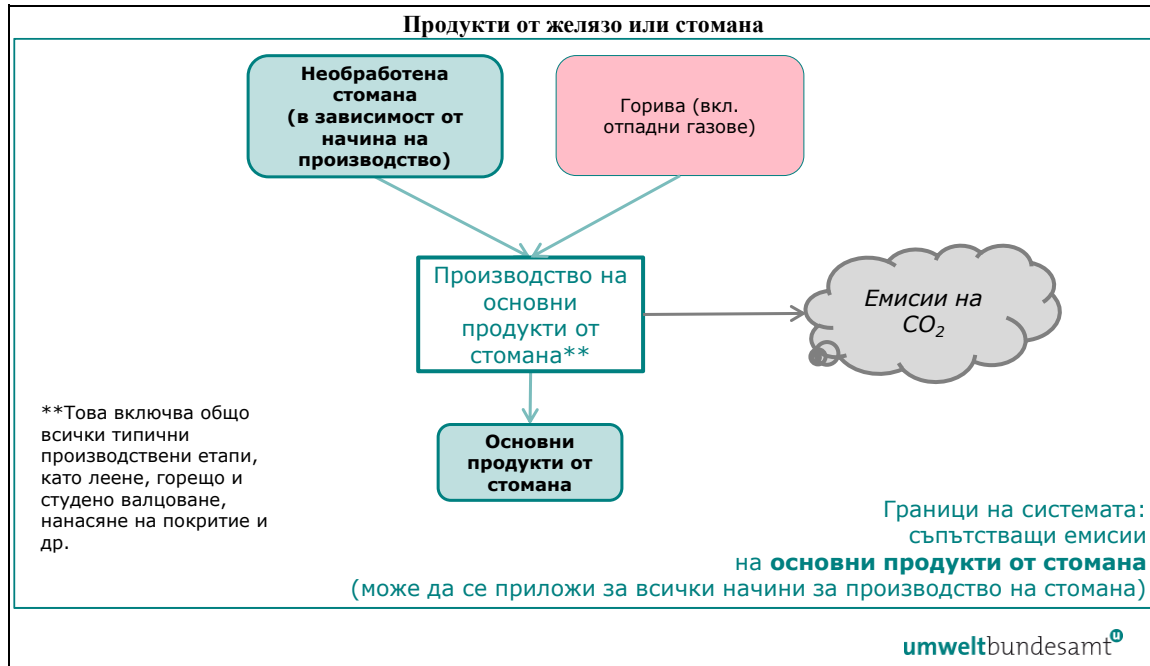 Продукти от желязо или стомана
Необработена
стомана
(в зависимост от
начина на
производство)
Горива (вкл.
отпадни газове)
Производство на
основни
продукти от
стомана**
Емисии на
CO2
**Това включва общо
всички типични
производствени етапи,
като леене, горещо и
студено валцоване,
нанасяне на покритие и
др.
Основни
продукти от
стомана
Граници на системата:
съпътстващи емисии
на основни продукти от стомана
(може да се приложи за всички начини за производство на стомана)
umweltbundesamt